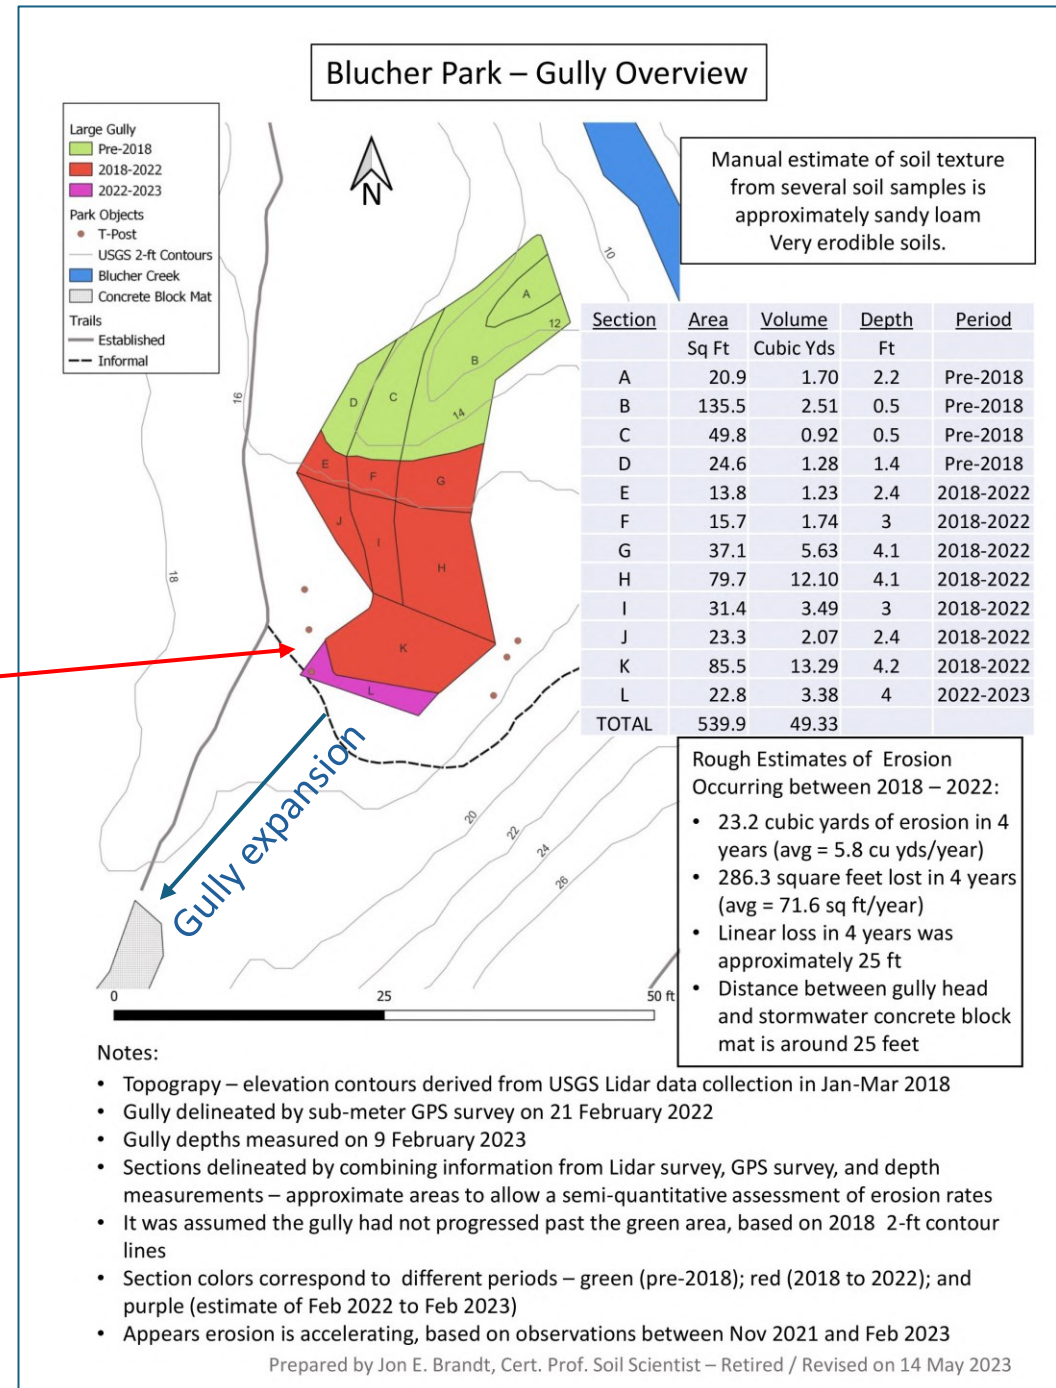 Blucher Park – Gully Overview
Large Gully
Pre-2018
2018-2022
2022-2023
Park Objects
T-Post
USGS 2-ft Contours
Blucher Creek
Concrete Block Mat
Trails
Established
Informal
N
Manual estimate of soil texture
from several soil samples is
approximately sandy loam
Very erodible soils.
10
12
14
16
18
20
22
24
26
A
B
C
D
E
F
G
H
I
J
K
L
Gully expansion
Section Area Volume Depth Period
Sq Ft Cubic Yds Ft
A 20.9 1.70 2.2 Pre-2018
B 135.5 2.51 0.5 Pre-2018
C 49.8 0.92 0.5 Pre-2018
D 24.6 1.28 1.4 Pre-2018
E 13.8 1.23 2.4 2018-2022
F 15.7 1.74 3 2018-2022
G 37.1 5.63 4.1 2018-2022
H 79.7 12.10 4.1 2018-2022
I 31.4 3.49 3 2018-2022
J 23.3 2.07 2.4 2018-2022
K 85.5 13.29 4.2 2018-2022
L 22.8 3.38 4 2022-2023
TOTAL 539.9 49.33
Rough Estimates of Erosion
Occurring between 2018 – 2022:
• 23.2 cubic yards of erosion in 4
years (avg = 5.8 cu yds/year)
• 286.3 square feet lost in 4 years
(avg = 71.6 sq ft/year)
• Linear loss in 4 years was
approximately 25 ft
• Distance between gully head
and stormwater concrete block
mat is around 25 feet
0 25 50 ft
Notes:
• Topograpy – elevation contours derived from USGS Lidar data collection in Jan-Mar 2018
• Gully delineated by sub-meter GPS survey on 21 February 2022
• Gully depths measured on 9 February 2023
• Sections delineated by combining information from Lidar survey, GPS survey, and depth
measurements – approximate areas to allow a semi-quantitative assessment of erosion rates
• It was assumed the gully had not progressed past the green area, based on 2018 2-ft contour
lines
• Section colors correspond to different periods – green (pre-2018); red (2018 to 2022); and
purple (estimate of Feb 2022 to Feb 2023)
• Appears erosion is accelerating, based on observations between Nov 2021 and Feb 2023
Prepared by Jon E. Brandt, Cert. Prof. Soil Scientist – Retired / Revised on 14 May 2023